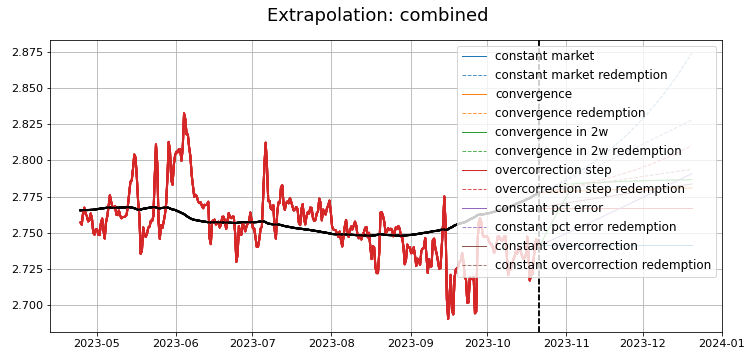 Extrapolation: combined
2.875
2.850
2.825
2.800
2.775
2.750
2.725
2.700
constant market
constant market redemption
convergence
convergence redemption
convergence in 2w
convergence in 2w redemption
overcorrection step
overcorrection step redemption
constant pct error
constant pct error redemption
constant overcorrection
constant overcorrection redemption
2023-05
2023-06
2023-07
2023-08
2023-09
2023-10
2023-11
2023-12
2024-01